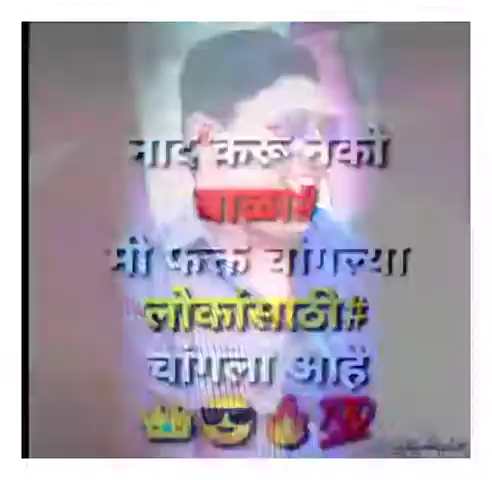 नाद करू नको
बाळा#
मी फक्त चांगल्या
लोकांसाठी#
चांगला आहे
👑😎🔥💯